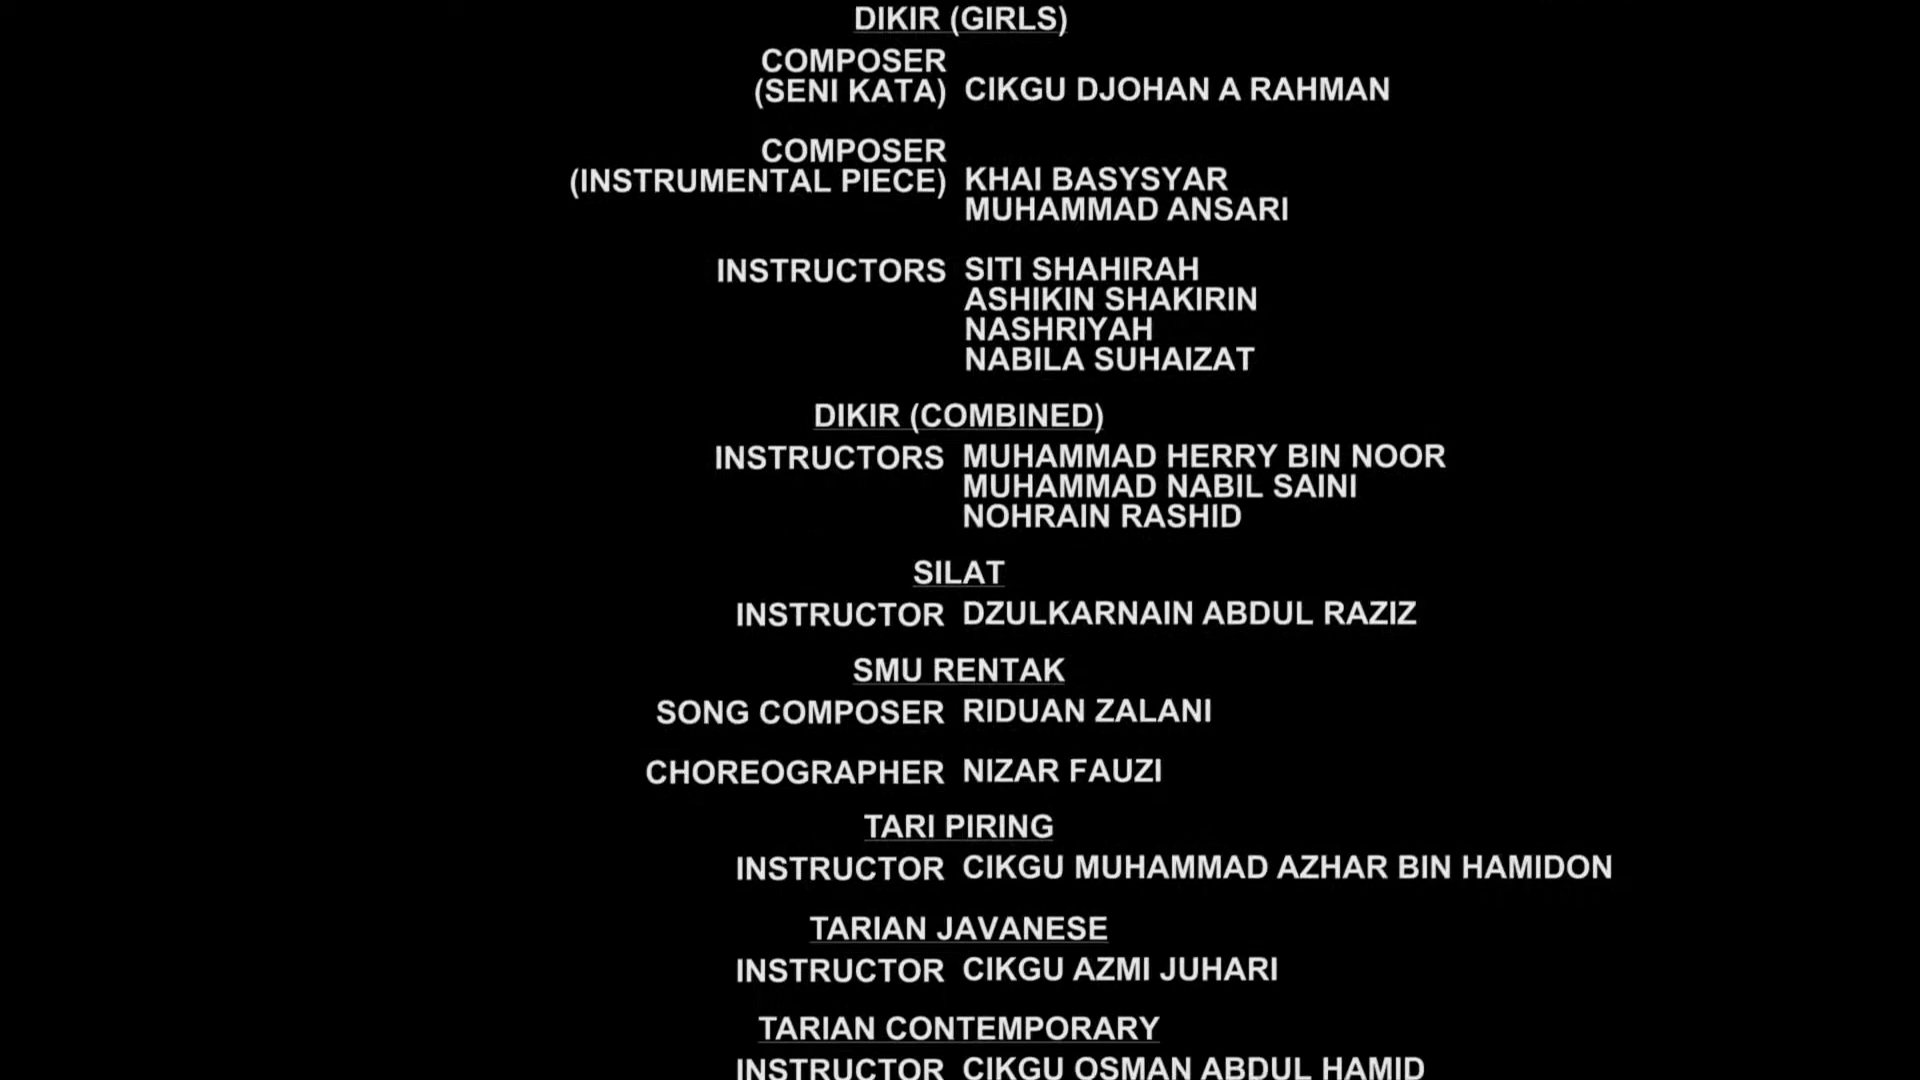 DIKIR (GIRLS)
COMPOSER
(SENI KATA) CIKGU DJOHAN A RAHMAN
COMPOSER
(INSTRUMENTAL PIECE) KHAI BASYSYAR
MUHAMMAD ANSARI
INSTRUCTORS SITI SHAHIRAH
ASHIKIN SHAKIRIN
NASHRIYAH
NABILA SUHAIZAT
DIKIR (COMBINED)
INSTRUCTORS MUHAMMAD HERRY BIN NOOR
MUHAMMAD NABIL SAINI
NOHRAIN RASHID
SILAT
INSTRUCTOR DZULKARNAIN ABDUL RAZIZ
SMU RENTAK
SONG COMPOSER RIDUAN ZALANI
CHOREOGRAPHER NIZAR FAUZI
TARI PIRING
INSTRUCTOR CIKGU MUHAMMAD AZHAR BIN HAMIDON
TARIAN JAVANESE
INSTRUCTOR CIKGU AZMI JUHARI
TARIAN CONTEMPORARY
INSTRUCTOR CIKGU OSMAN ABDUL HAMID